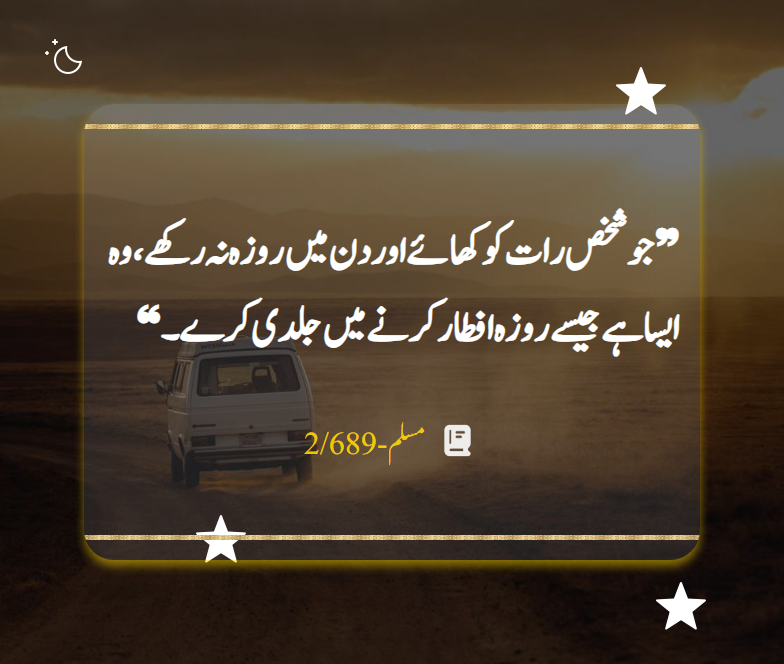 ”جو شخص رات کو کھائے اور دن میں روزہ نہ رکھے، وہ
ایسا ہے جیسے روزہ افطار کرنے میں جلدی کرے۔“
مسلم-2/689